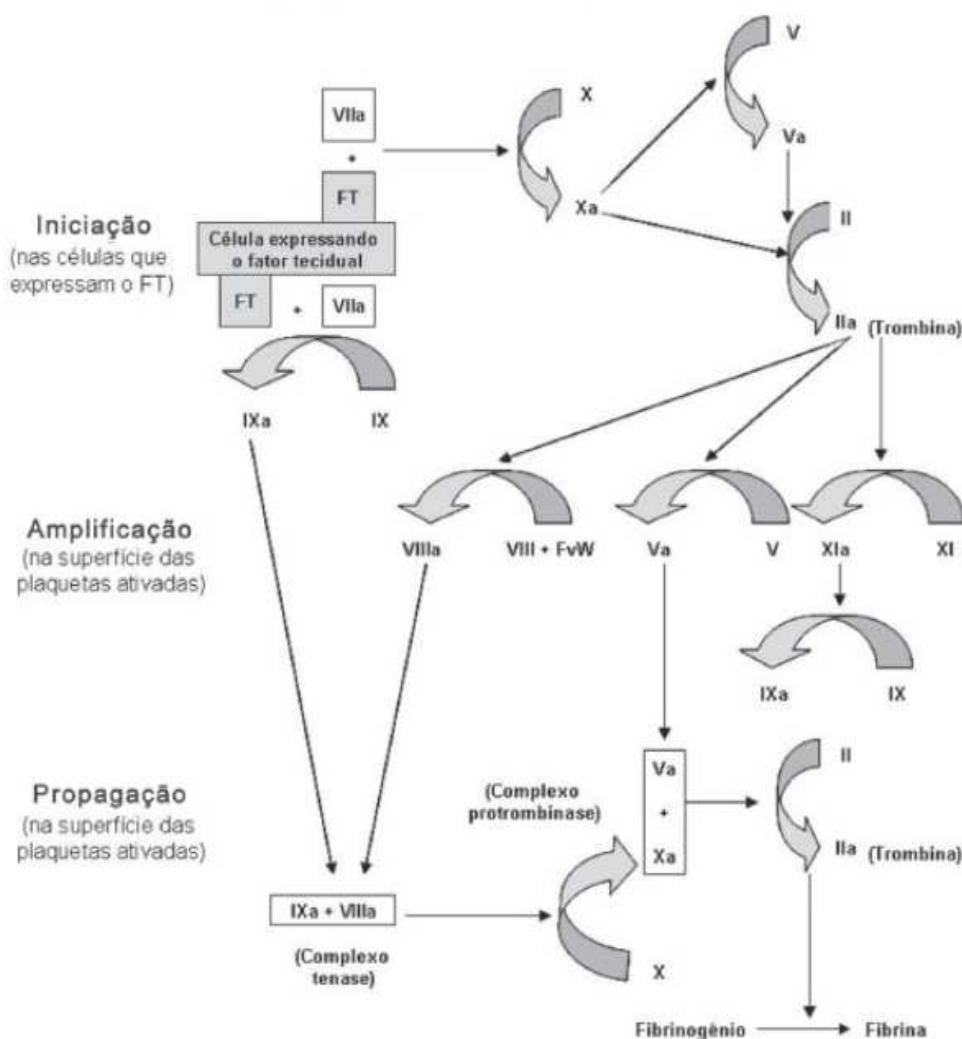 V
VIIa
X
+
Va
FT
Xa
Iniciação
(nas células que
expressam o FT)
Célula expressando
o fator tecidual
II
FT
+
VIIa
IIa (Trombina)
IXa
IX
Amplificação
(na superfície das
plaquetas ativadas)
VIIIa
VIII + FvW
Va
V
XIa
XI
IXa
IX
Propagação
(na superfície das
plaquetas ativadas)
(Complexo
protrombinase)
Va
+
Xa
II
IIa (Trombina)
IXa + VIIIa
(Complexo
tenase)
X
Fibrinogênio
Fibrina